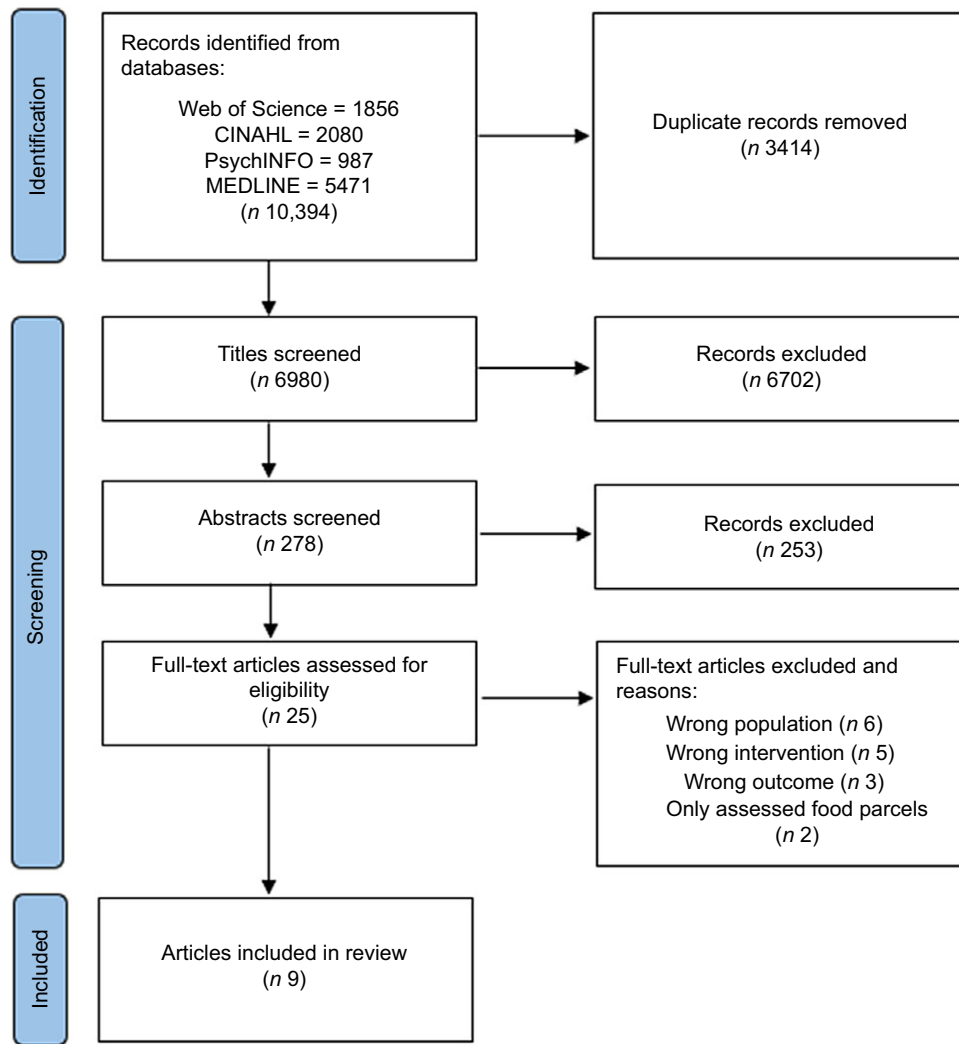 Identification
Records identified from
databases:
Web of Science = 1856
CINAHL = 2080
PsychINFO = 987
MEDLINE = 5471
(n 10,394)
Duplicate records removed
(n 3414)
Screening
Titles screened
(n 6980)
Records excluded
(n 6702)
Abstracts screened
(n 278)
Records excluded
(n 253)
Full-text articles assessed for
eligibility
(n 25)
Full-text articles excluded and
reasons:
Wrong population (n 6)
Wrong intervention (n 5)
Wrong outcome (n 3)
Only assessed food parcels
(n 2)
Included
Articles included in review
(n 9)